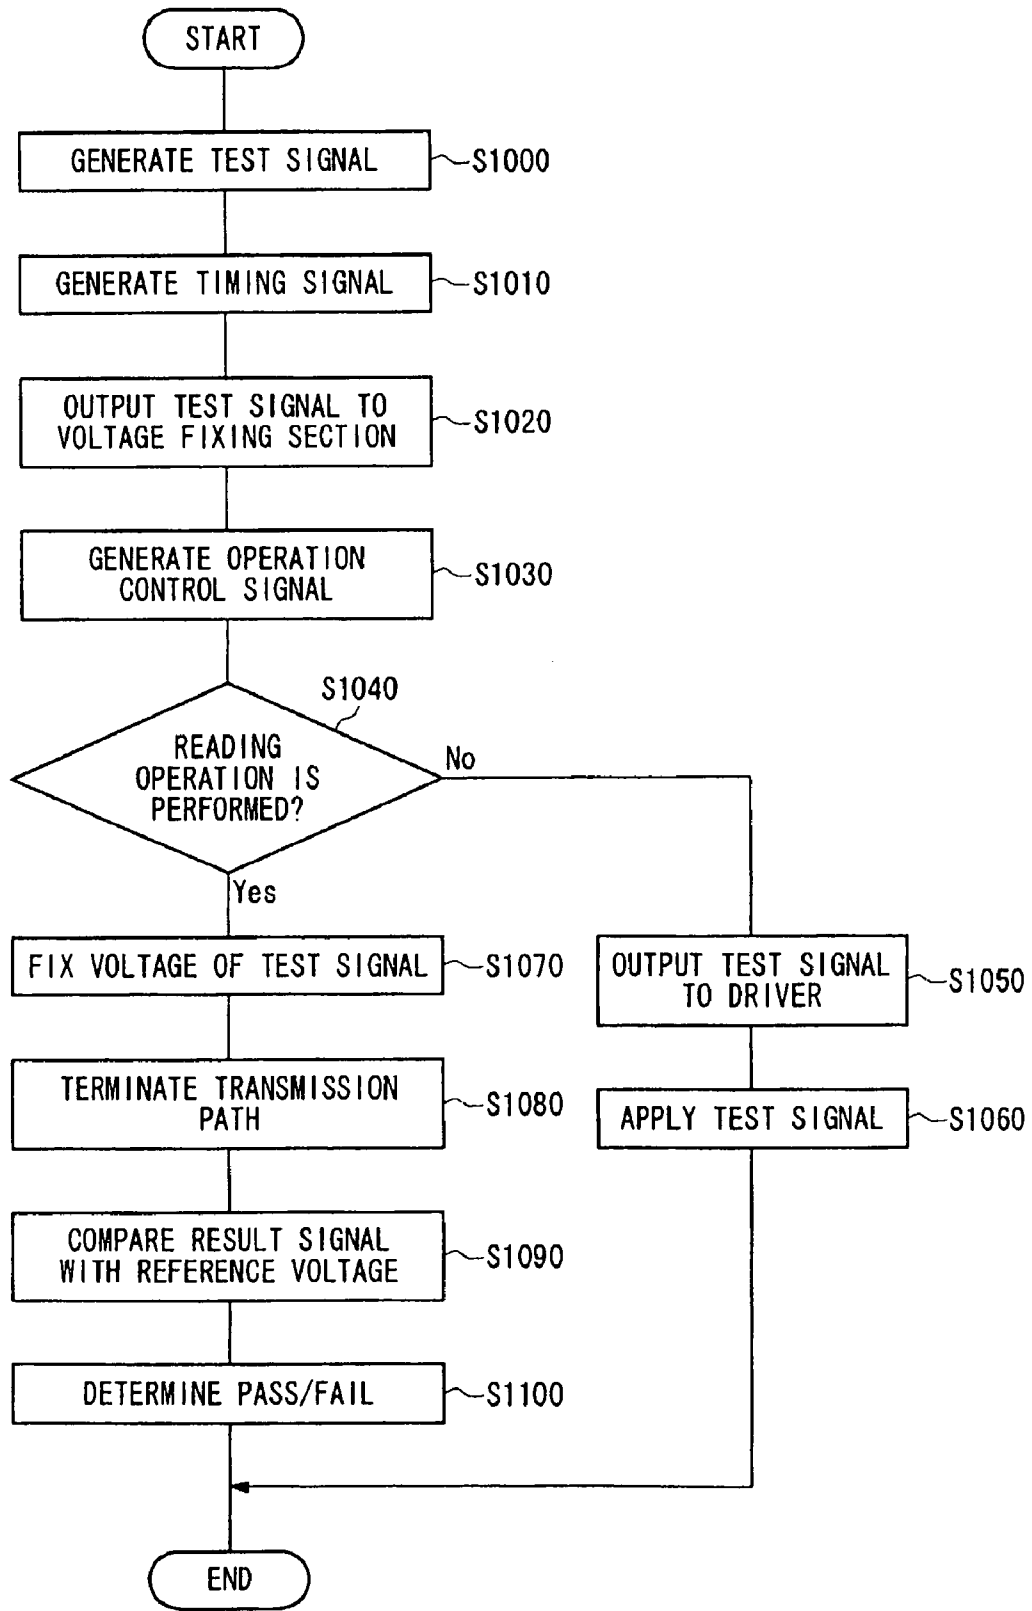 START
GENERATE TEST SIGNAL
S1000
GENERATE TIMING SIGNAL
S1010
OUTPUT TEST SIGNAL TO
VOLTAGE FIXING SECTION
S1020
GENERATE OPERATION
CONTROL SIGNAL
S1030
S1040
READING
OPERATION IS
PERFORMED?
No
Yes
FIX VOLTAGE OF TEST SIGNAL
S1070
OUTPUT TEST SIGNAL
TO DRIVER
S1050
TERMINATE TRANSMISSION
PATH
S1080
APPLY TEST SIGNAL
S1060
COMPARE RESULT SIGNAL
WITH REFERENCE VOLTAGE
S1090
DETERMINE PASS/FAIL
S1100
END